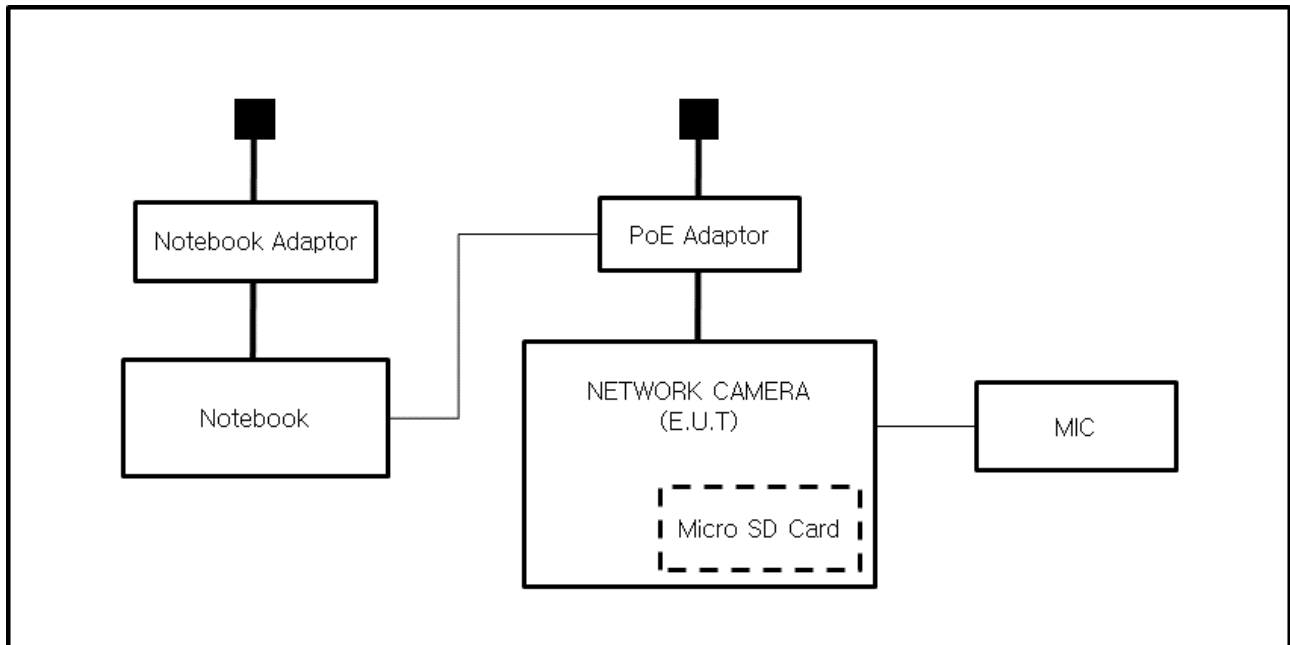 Notebook Adaptor
PoE Adaptor
Notebook
NETWORK CAMERA
(E.U.T)
MIC
Micro SD Card